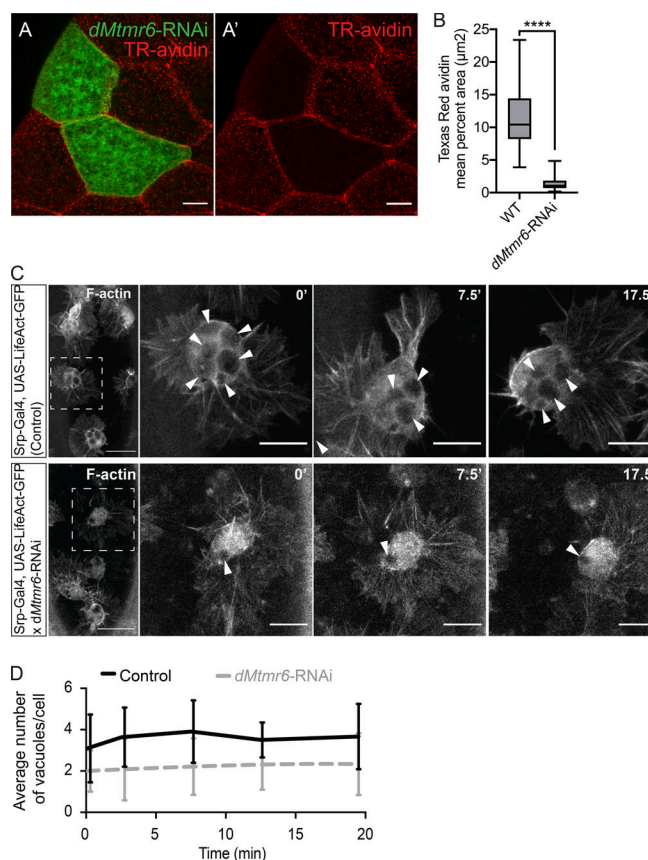 A
dMtmr6-RNAi
TR-avidin
A'
TR-avidin
B
Texas Red avidin
mean percent area (μm2)
25
20
15
10
5
0
****
WT
dMtmr6-RNAi
C
Srp-Gal4, UAS-LifeAct-GFP
(Control)
F-actin
0'
7.5'
17.5
Srp-Gal4, UAS-LifeAct-GFP
x dMtmr6-RNAi
F-actin
0'
7.5'
17.5
D
Control
dMtmr6-RNAi
Average number
of vacuoles/cell
6
4
2
0
0
5
10
15
20
Time (min)